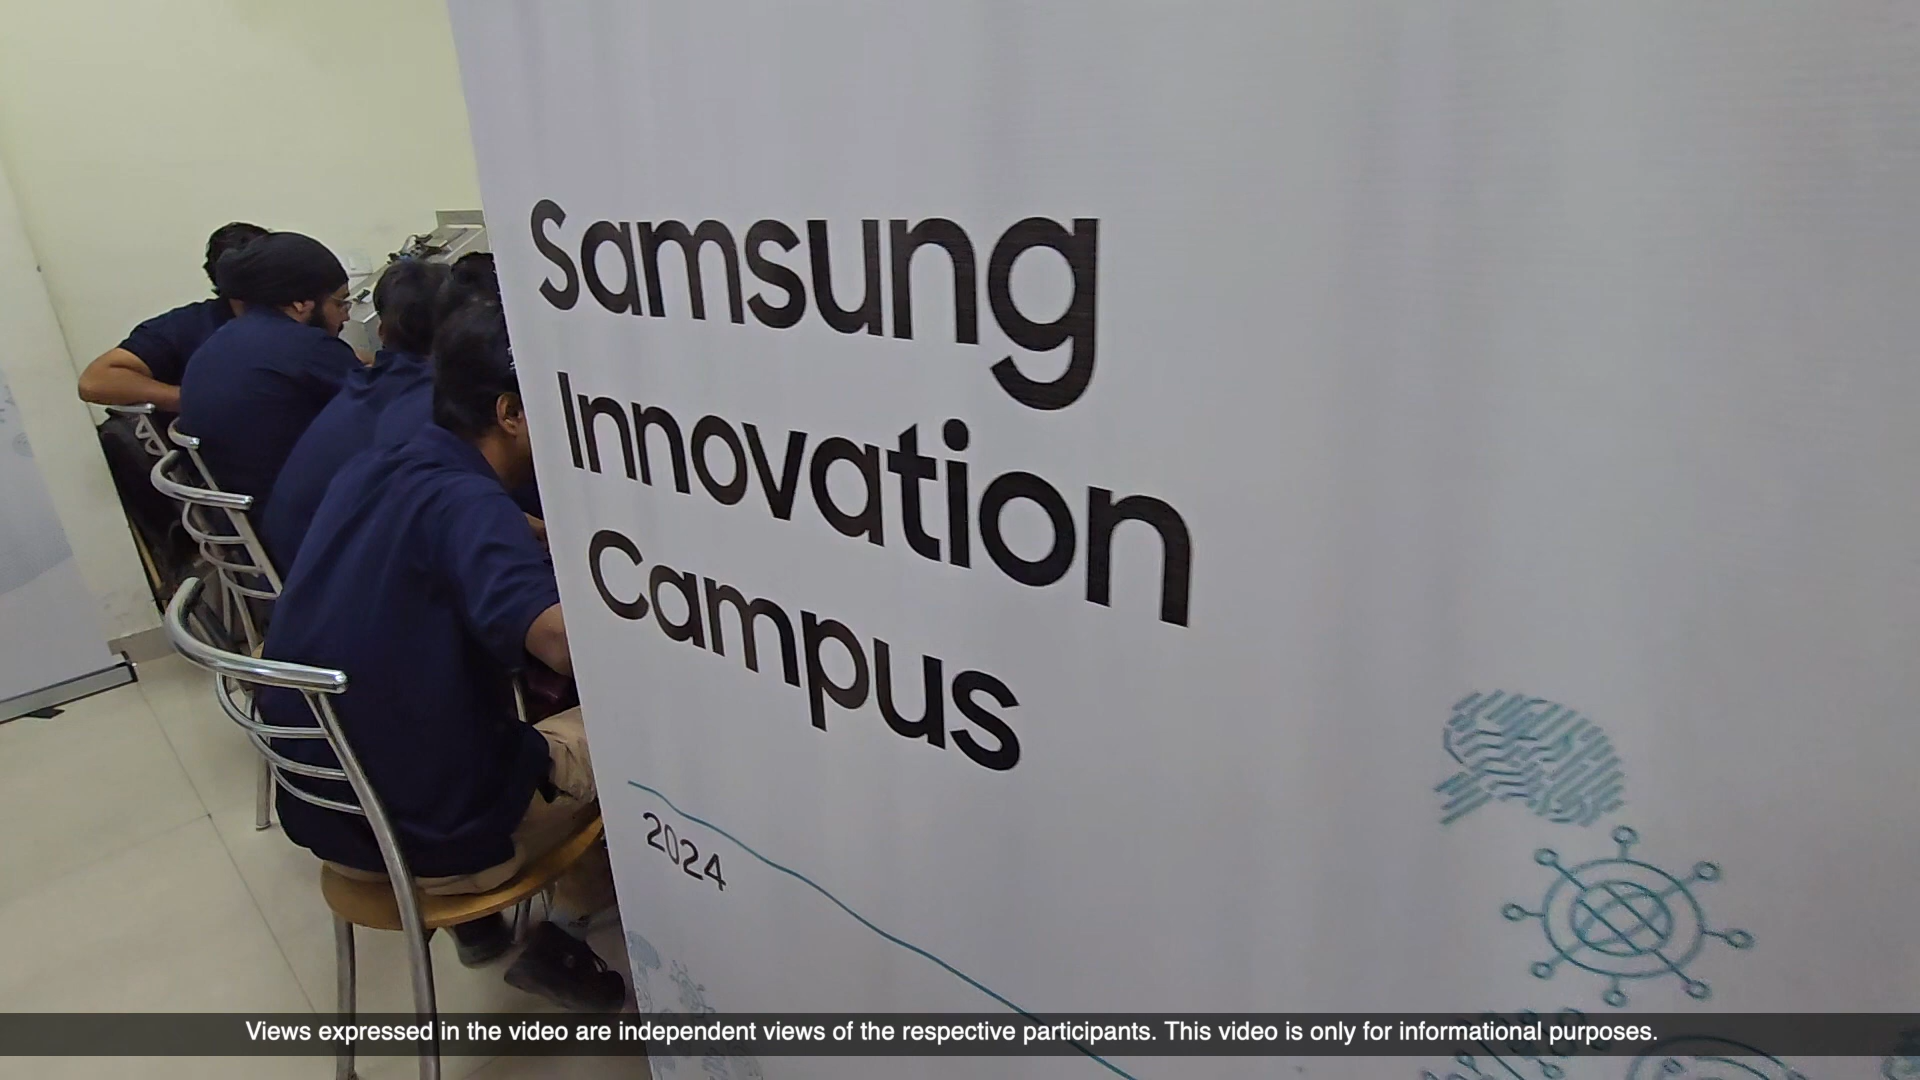 Samsung
Innovation
Campus
2024
Views expressed in the video are independent views of the respective participants. This video is only for informational purposes.